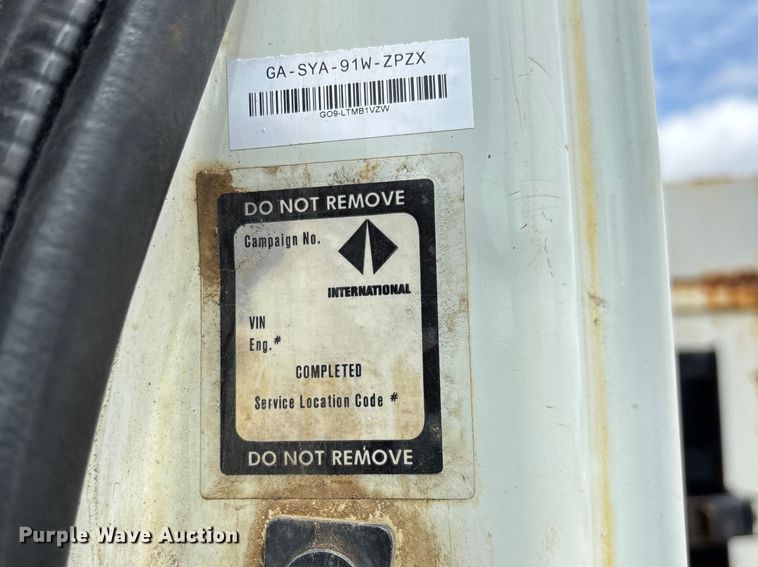 GA-SYA-91W-ZPZX
GO9-LTMB1VZW
DO NOT REMOVE
Campaign No.
INTERNATIONAL
VIN
Eng.#
COMPLETED
Service Location Code #
DO NOT REMOVE
Purple Wave Auction